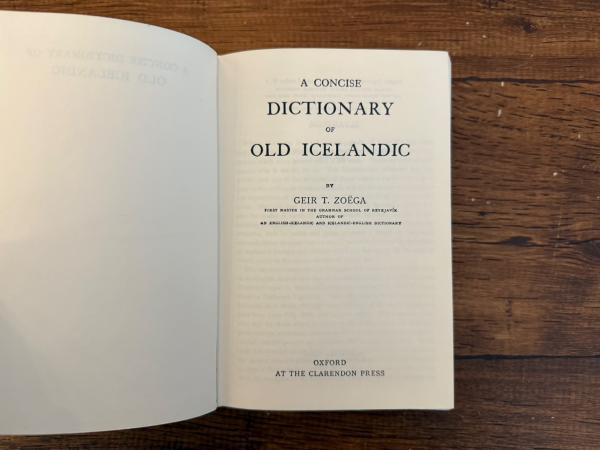 A CONCISE
DICTIONARY
OF
OLD ICELANDIC
BY
GEIR T. ZOËGA
FIRST MASTER IN THE GRAMMAR SCHOOL OF REYKJAVÍK
AUTHOR OF
AN ENGLISH-ICELANDIC AND ICELANDIC-ENGLISH DICTIONARY
OXFORD
AT THE CLARENDON PRESS